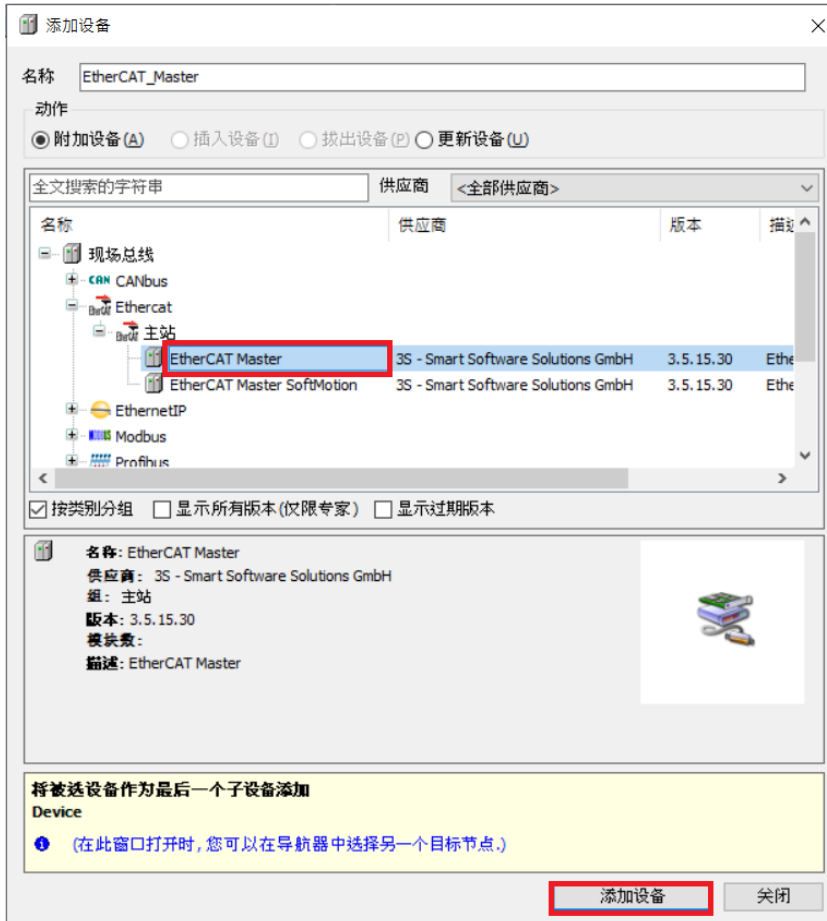 添加设备
名称 EtherCAT_Master
动作
附加设备(A) 插入设备(I) 拔出设备(P) 更新设备(U)
全文搜索的字符串 供应商 <全部供应商>
名称 供应商 版本 描述
现场总线
CAN CANbus
EtherCAT Ethercat
EtherCAT 主站
EtherCAT Master 3S - Smart Software Solutions GmbH 3.5.15.30 Ethe
EtherCAT Master SoftMotion 3S - Smart Software Solutions GmbH 3.5.15.30 Ethe
EthernetIP
Modbus
Profibus
按类别分组 显示所有版本(仅限专家) 显示过期版本
名称: EtherCAT Master
供应商: 3S - Smart Software Solutions GmbH
组: 主站
版本: 3.5.15.30
模块数:
描述: EtherCAT Master
将被选设备作为最后一个子设备添加
Device
(在此窗口打开时,您可以在导航器中选择另一个目标节点.)
添加设备 关闭